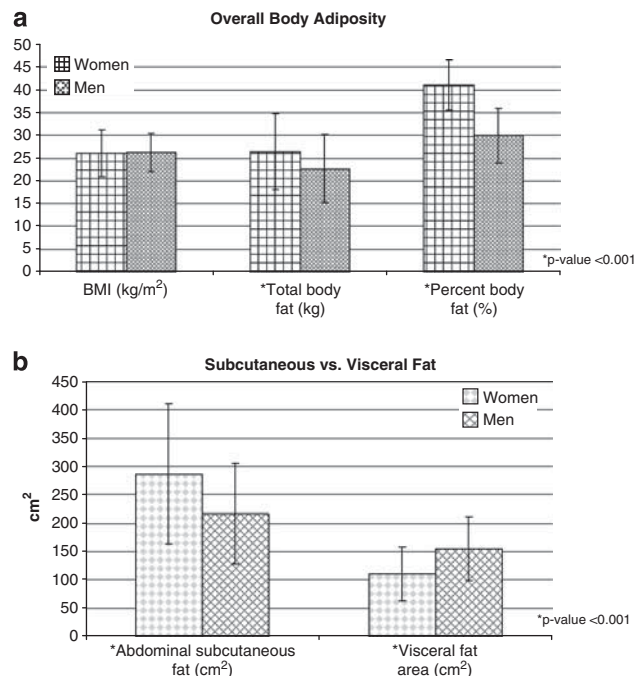 a
Overall Body Adiposity
50
45
40
35
30
25
20
15
10
5
0
Women
Men
BMI (kg/m²)
*Total body
fat (kg)
*Percent body
fat (%)
*p-value <0.001
b
Subcutaneous vs. Visceral Fat
450
400
350
300
250
200
150
100
50
0
cm²
Women
Men
*Abdominal subcutaneous
fat (cm²)
*Visceral fat
area (cm²)
*p-value <0.001